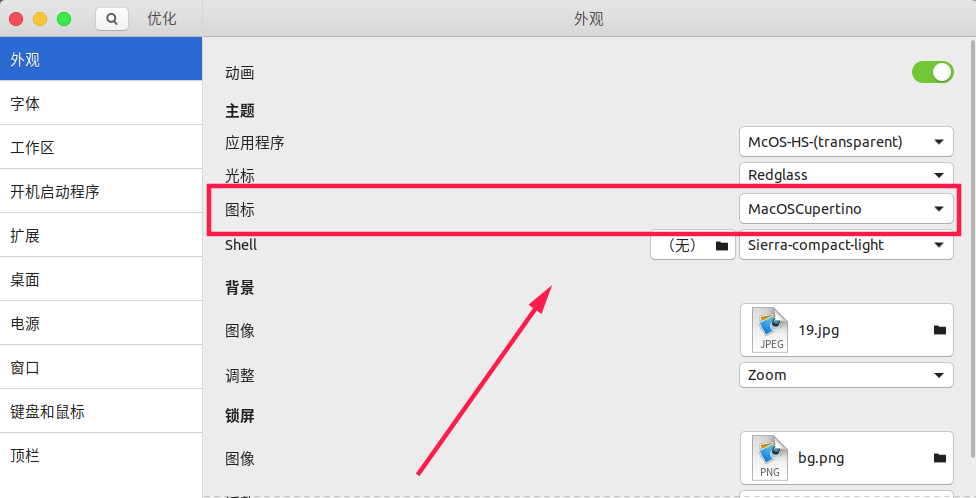 优化
外观
外观
字体
工作区
开机启动程序
扩展
桌面
电源
窗口
键盘和鼠标
顶栏
动画
主题
应用程序 McOS-HS-(transparent)
光标 Redglass
图标 MacOSCupertino
Shell （无） Sierra-compact-light
背景
图像 JPEG 19.jpg
调整 Zoom
锁屏
图像 PNG bg.png